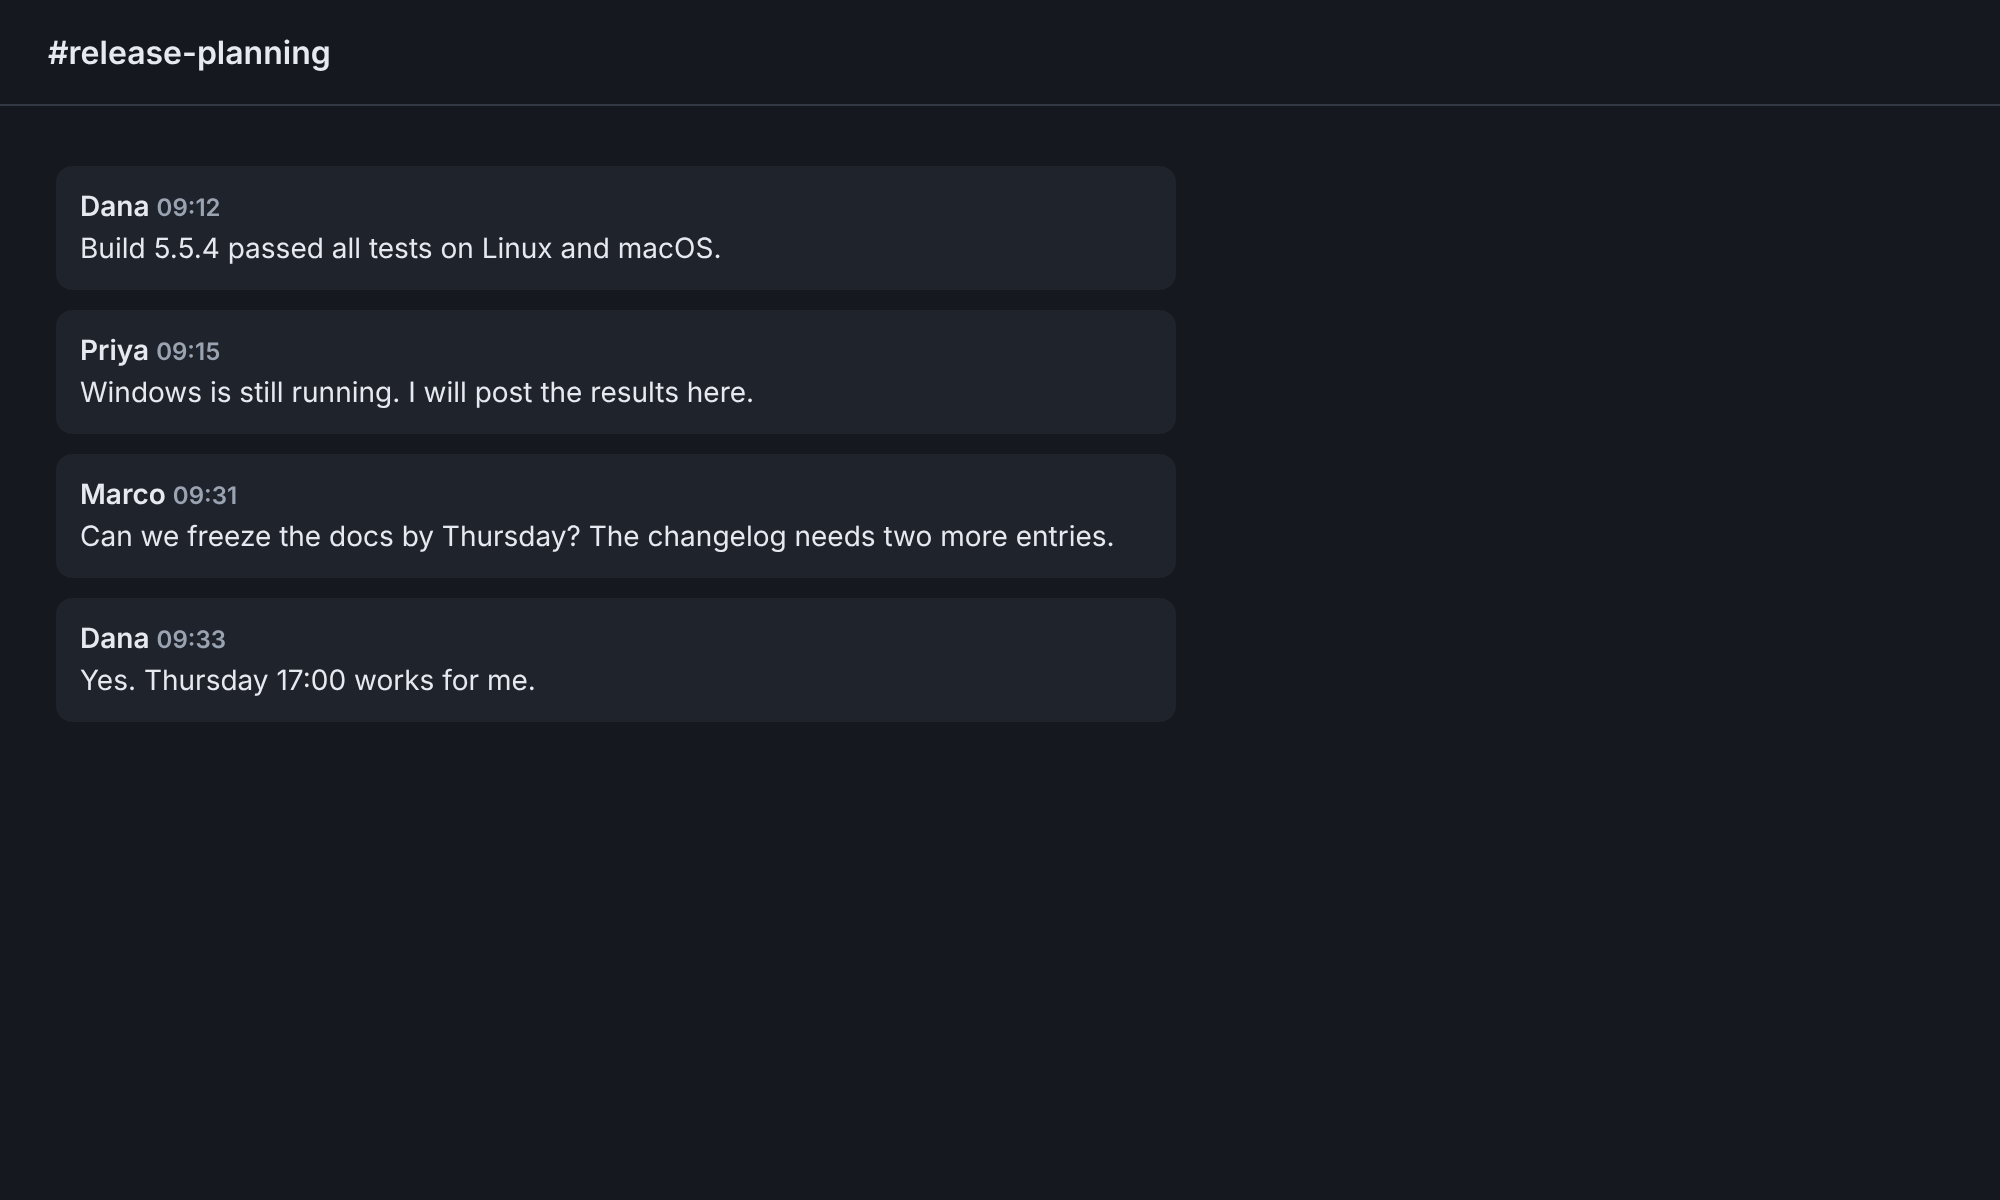 #release-planning
Dana 09:12
Build 5.5.4 passed all tests on Linux and macOS.
Priya 09:15
Windows is still running. I will post the results here.
Marco 09:31
Can we freeze the docs by Thursday? The changelog needs two more entries.
Dana 09:33
Yes. Thursday 17:00 works for me.